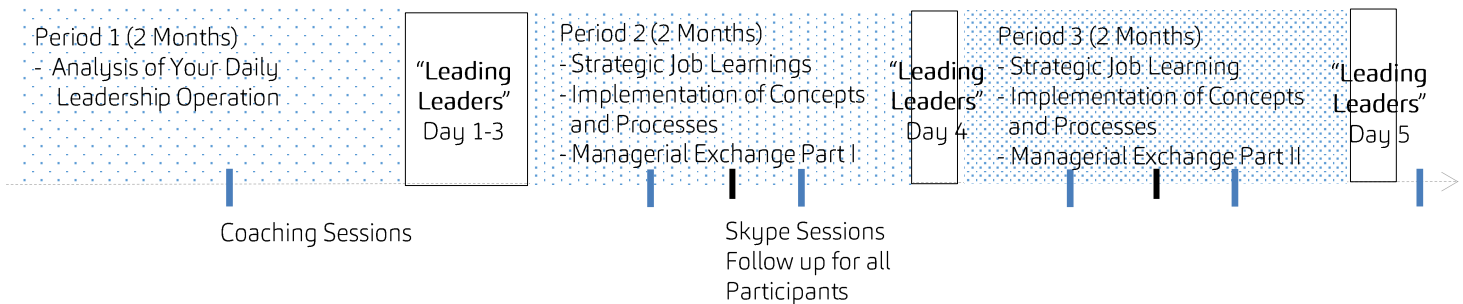 Period 1 (2 Months)
- Analysis of Your Daily
Leadership Operation
“Leading
Leaders”
Day 1-3
Period 2 (2 Months)
- Strategic Job Learnings
- Implementation of Concepts
and Processes
- Managerial Exchange Part I
“Leading
Leaders”
Day 4
Period 3 (2 Months)
- Strategic Job Learning
- Implementation of Concepts
and Processes
- Managerial Exchange Part II
“Leading
Leaders”
Day 5
Coaching Sessions
Skype Sessions
Follow up for all
Participants